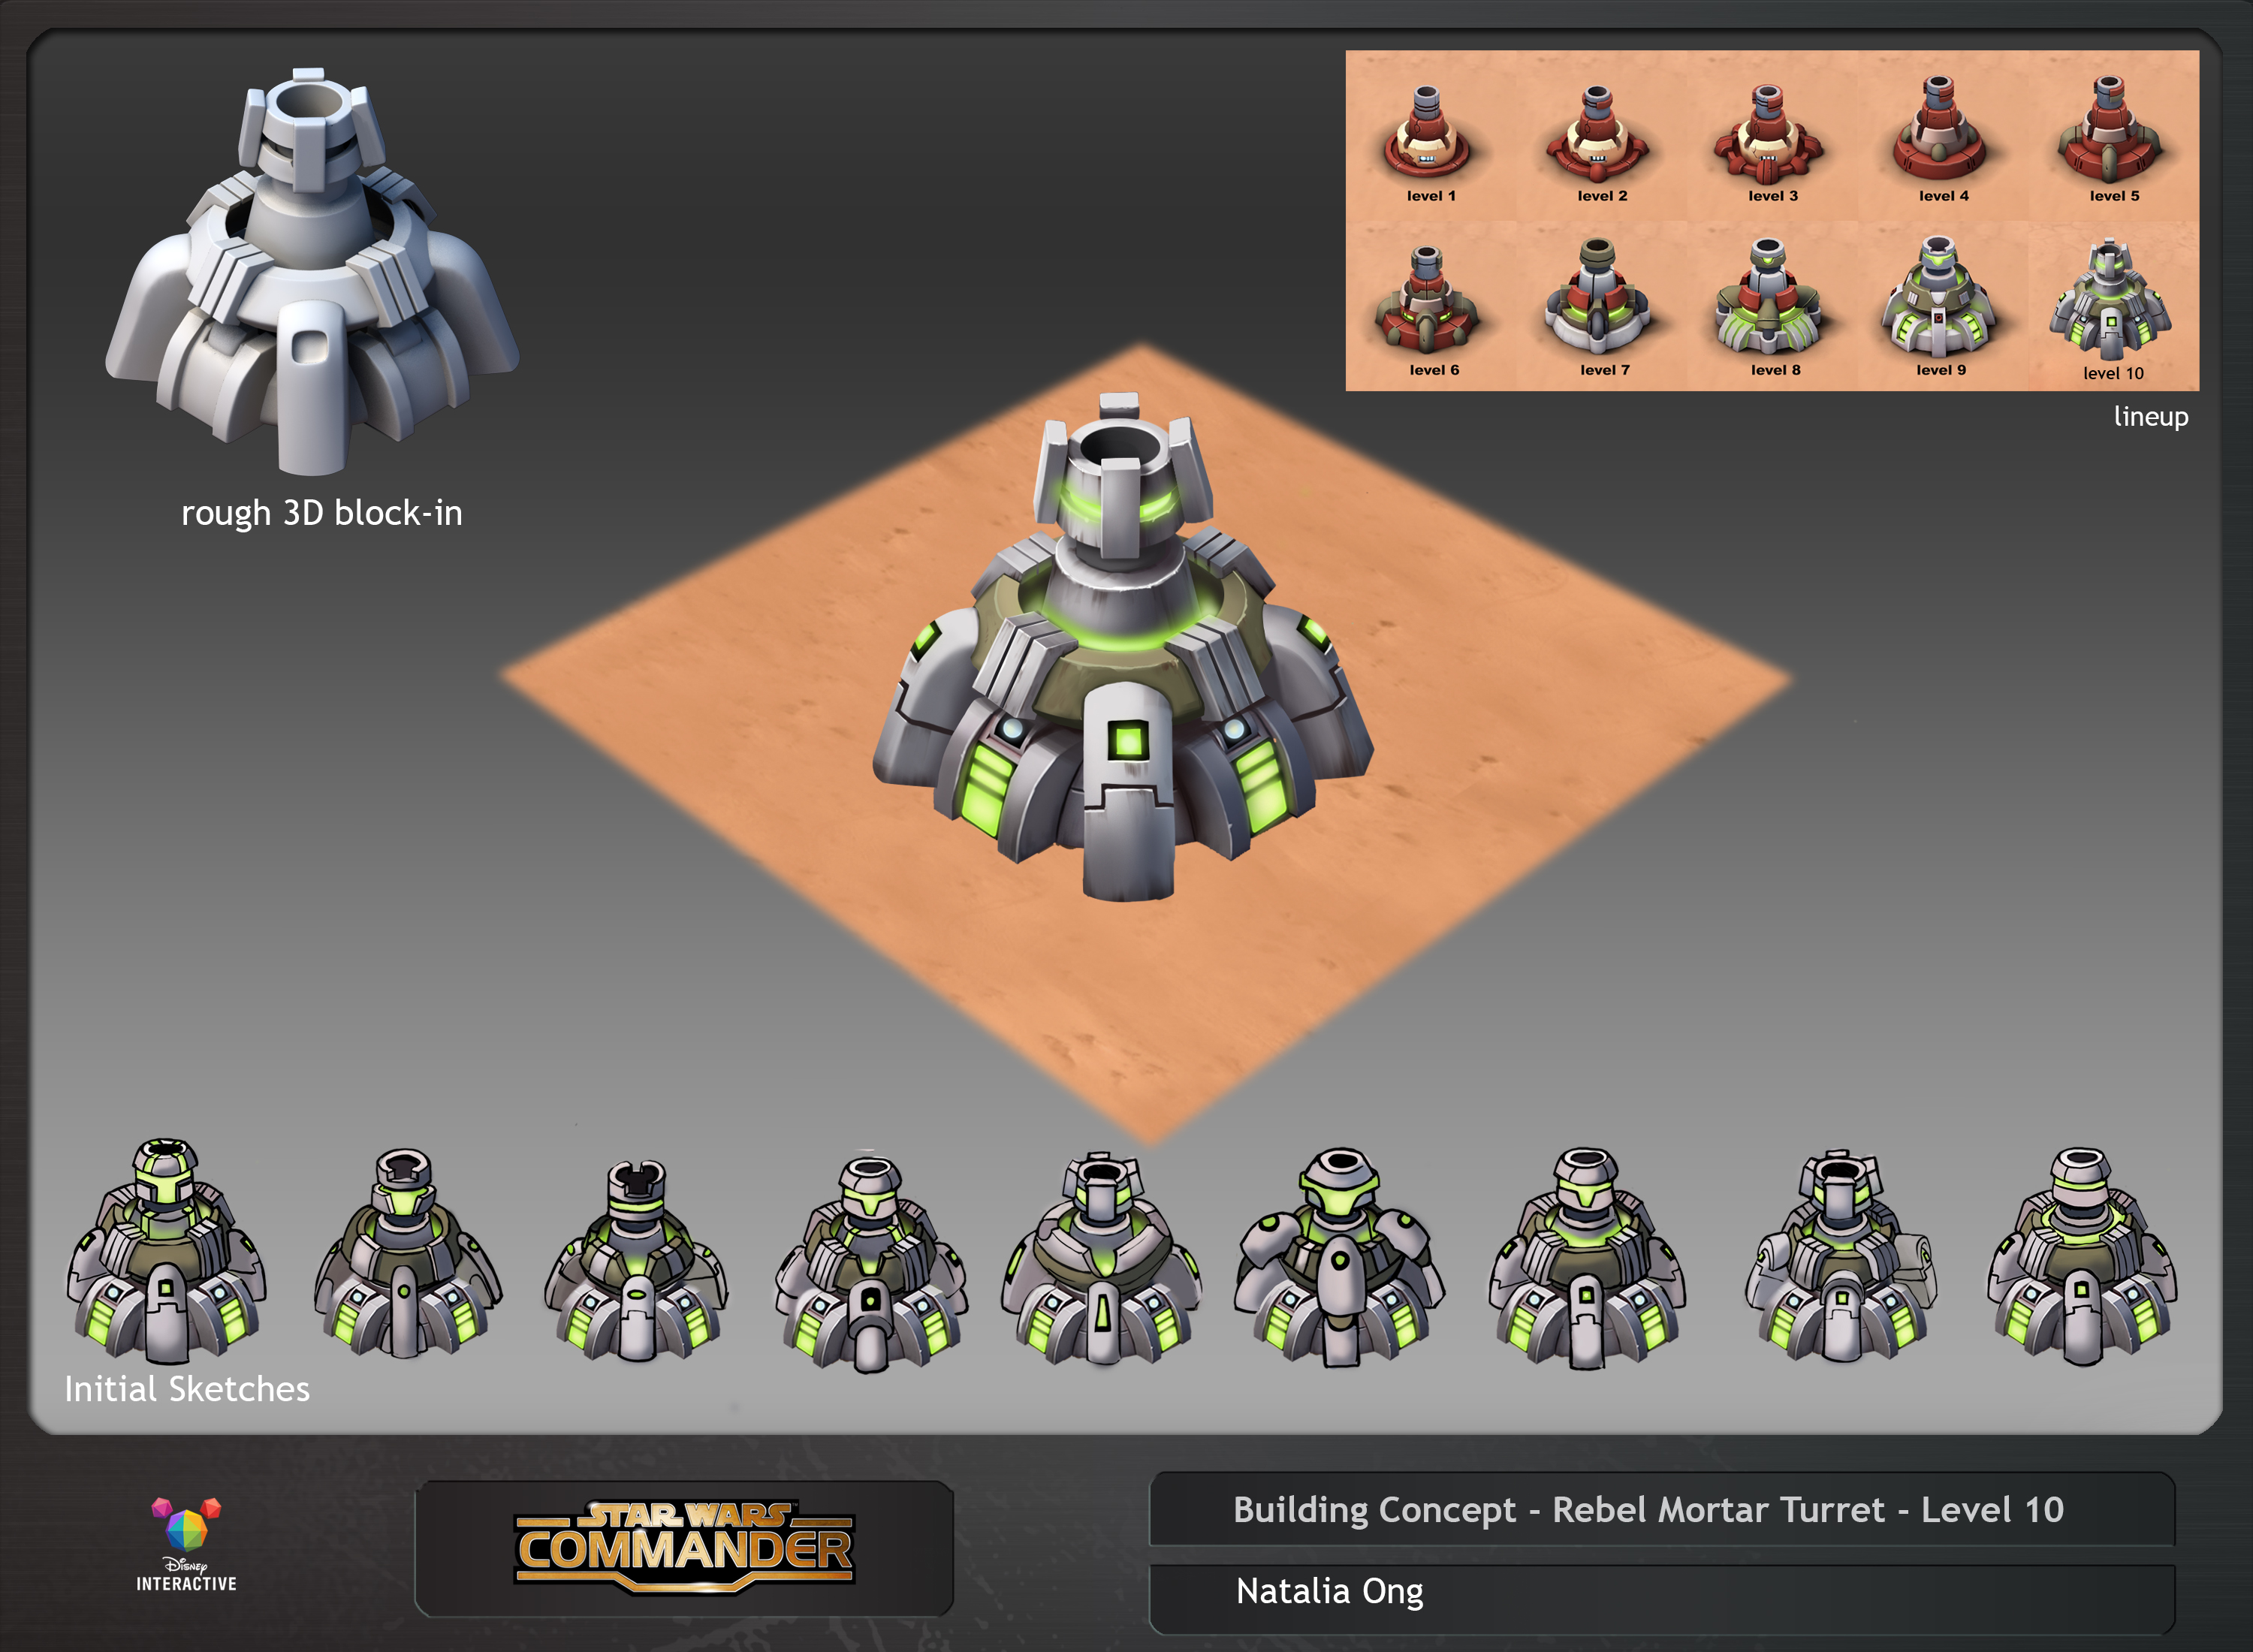 rough 3D block-in
level 1
level 2
level 3
level 4
level 5
level 6
level 7
level 8
level 9
level 10
lineup
Initial Sketches
Disney
INTERACTIVE
STAR WARS
COMMANDER
Building Concept - Rebel Mortar Turret - Level 10
Natalia Ong